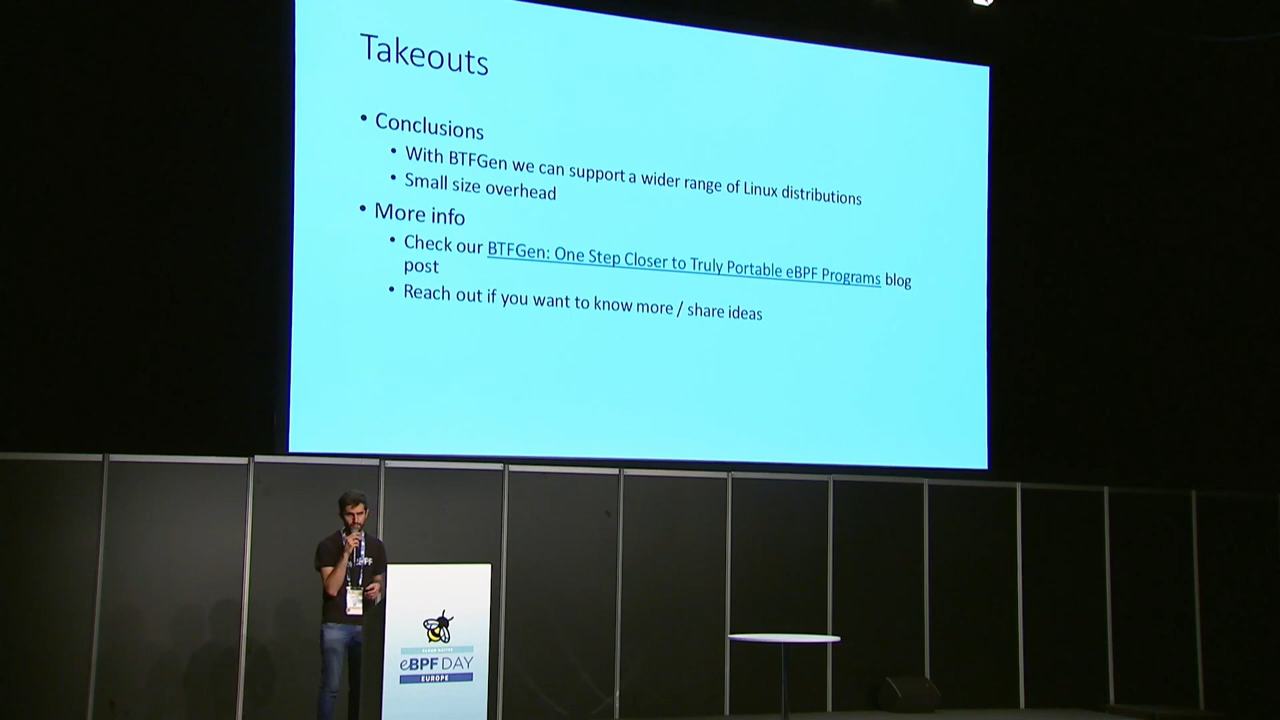 Takeouts
• Conclusions
• With BTFGen we can support a wider range of Linux distributions
• Small size overhead
• More info
• Check our BTFGen: One Step Closer to Truly Portable eBPF Programs blog
post
• Reach out if you want to know more / share ideas
CLOUD NATIVE
eBPF DAY
EUROPE